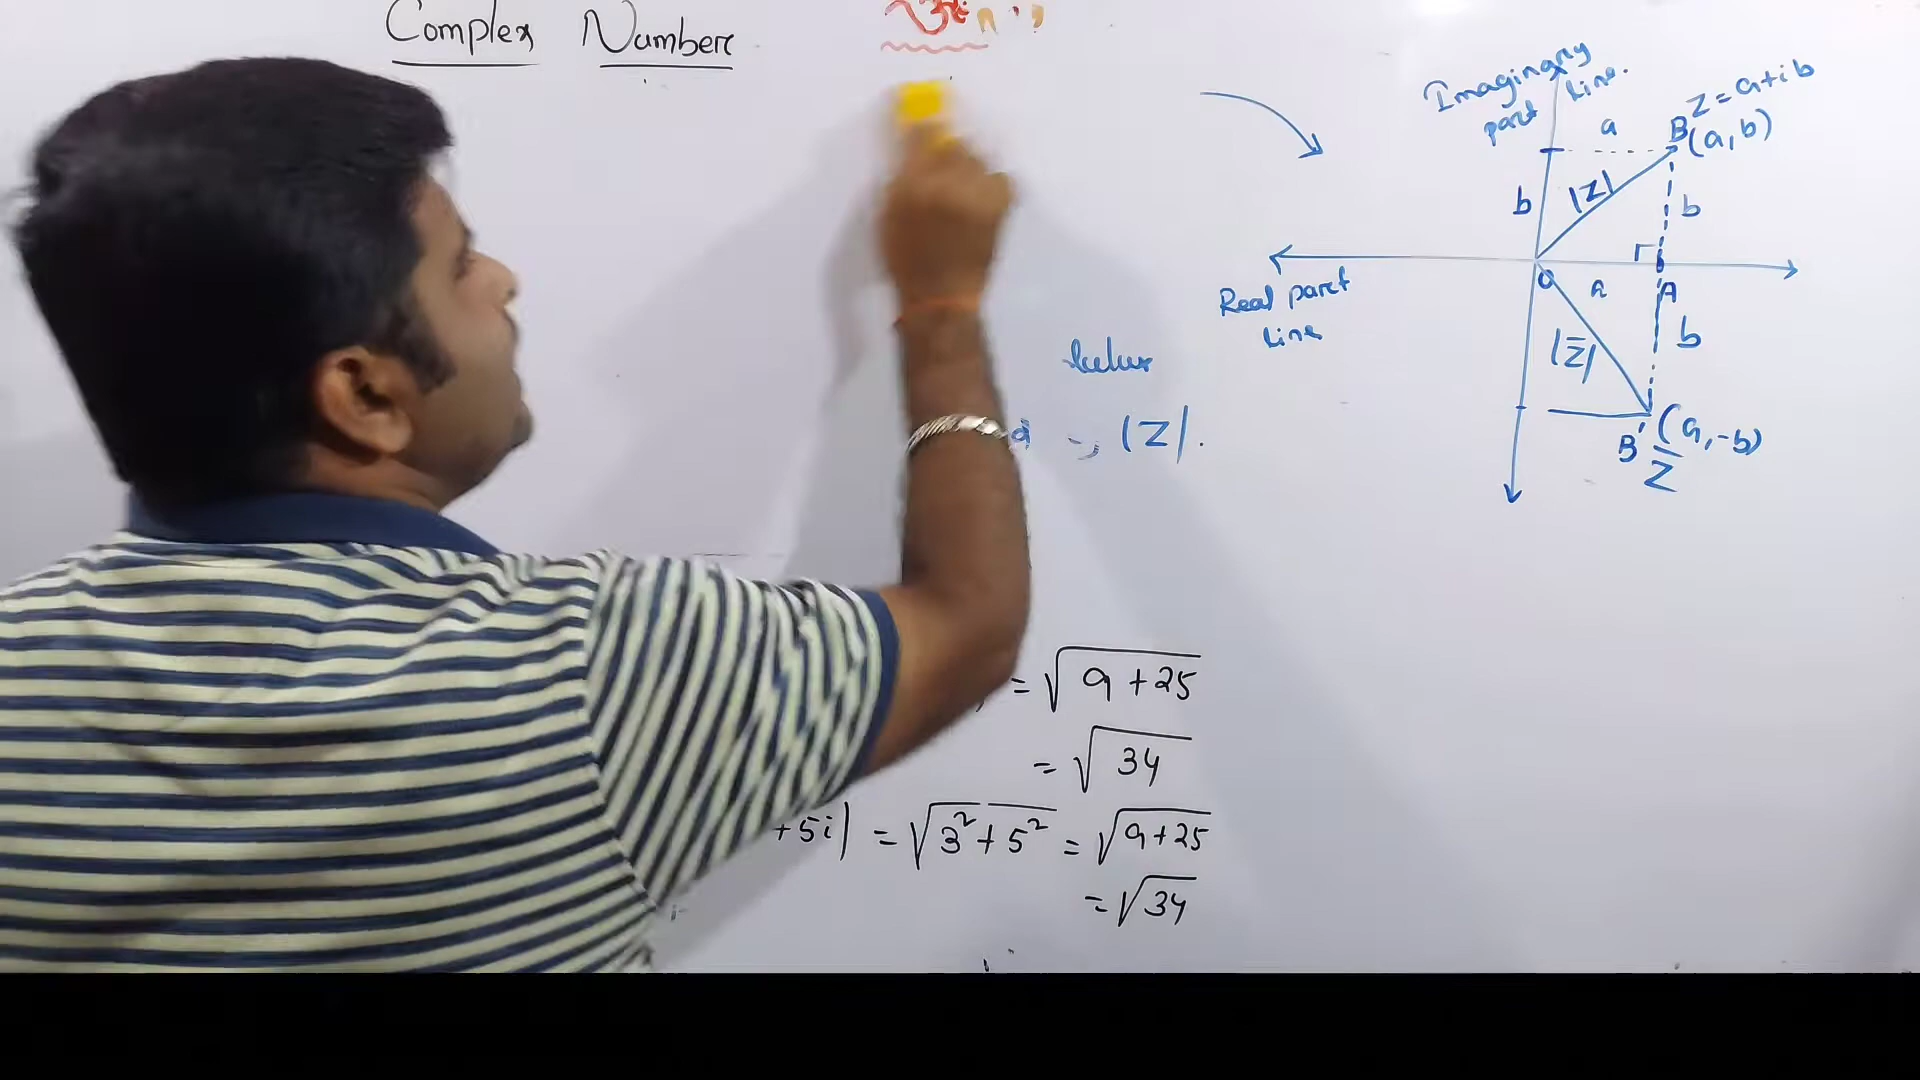 Complex Number
Imaginary
part line.
Z = a+ib
B (a, b)
a
|Z|
b
b
O
a
A
Real part
line
|Z̅|
b
B' (a, -b)
Z̅
, |Z|.
= √9+25
= √34
+5i| = √3²+5² = √9+25
= √34